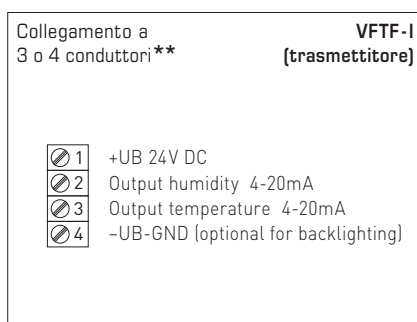 Collegamento a VFTF-I
3 o 4 conduttori** (trasmettitore)
1 +UB 24V DC
2 Output humidity 4-20mA
3 Output temperature 4-20mA
4 –UB-GND (optional for backlighting)